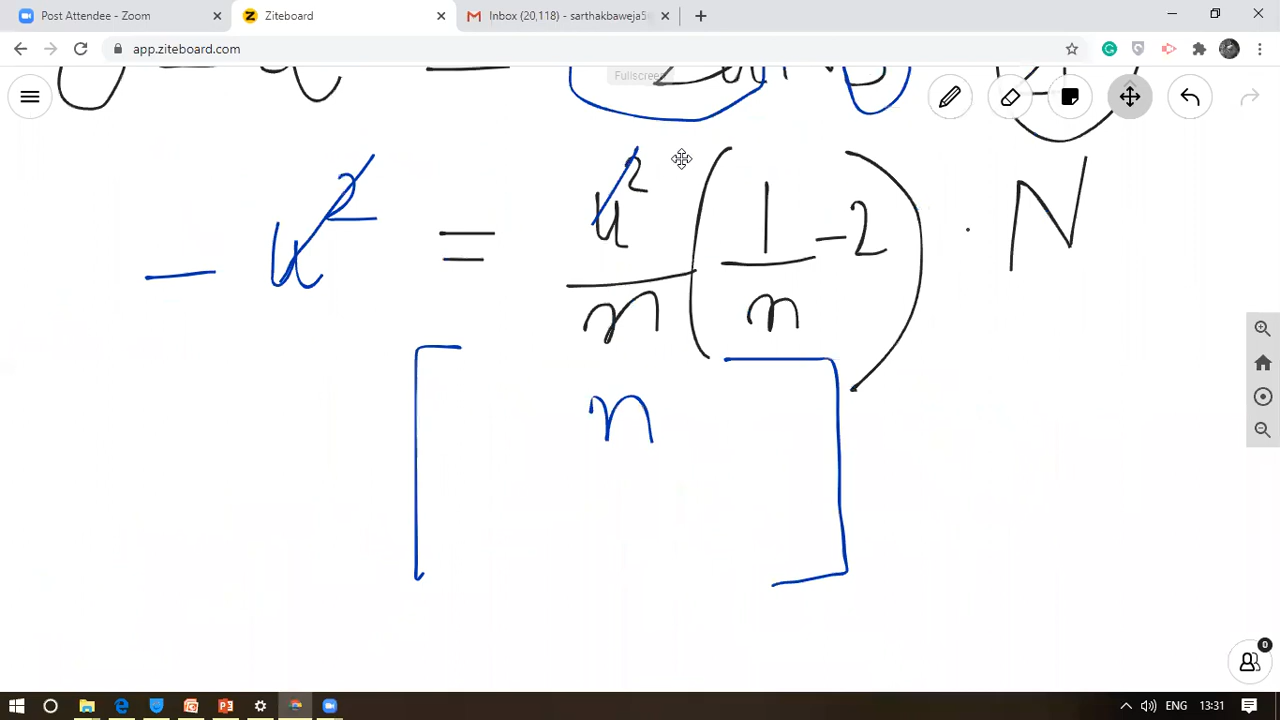 Post Attendee - Zoom
Ziteboard
Inbox (20,118) - sarthakbaweja5
app.ziteboard.com
Fullscreen
- u² = u²/n (1/n - 2) · N
n
0
ENG
13:31